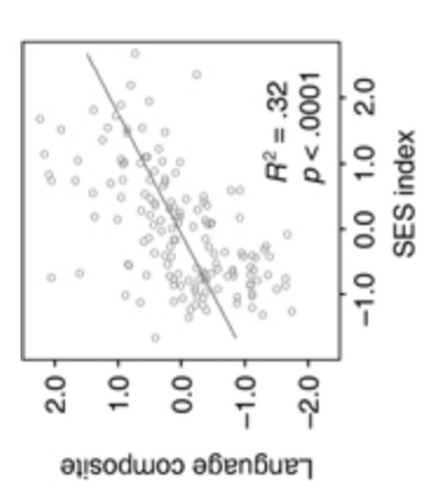 Language composite
2.0
1.0
0.0
−1.0
−2.0
R² = .32
p < .0001
−1.0 0.0 1.0 2.0
SES index